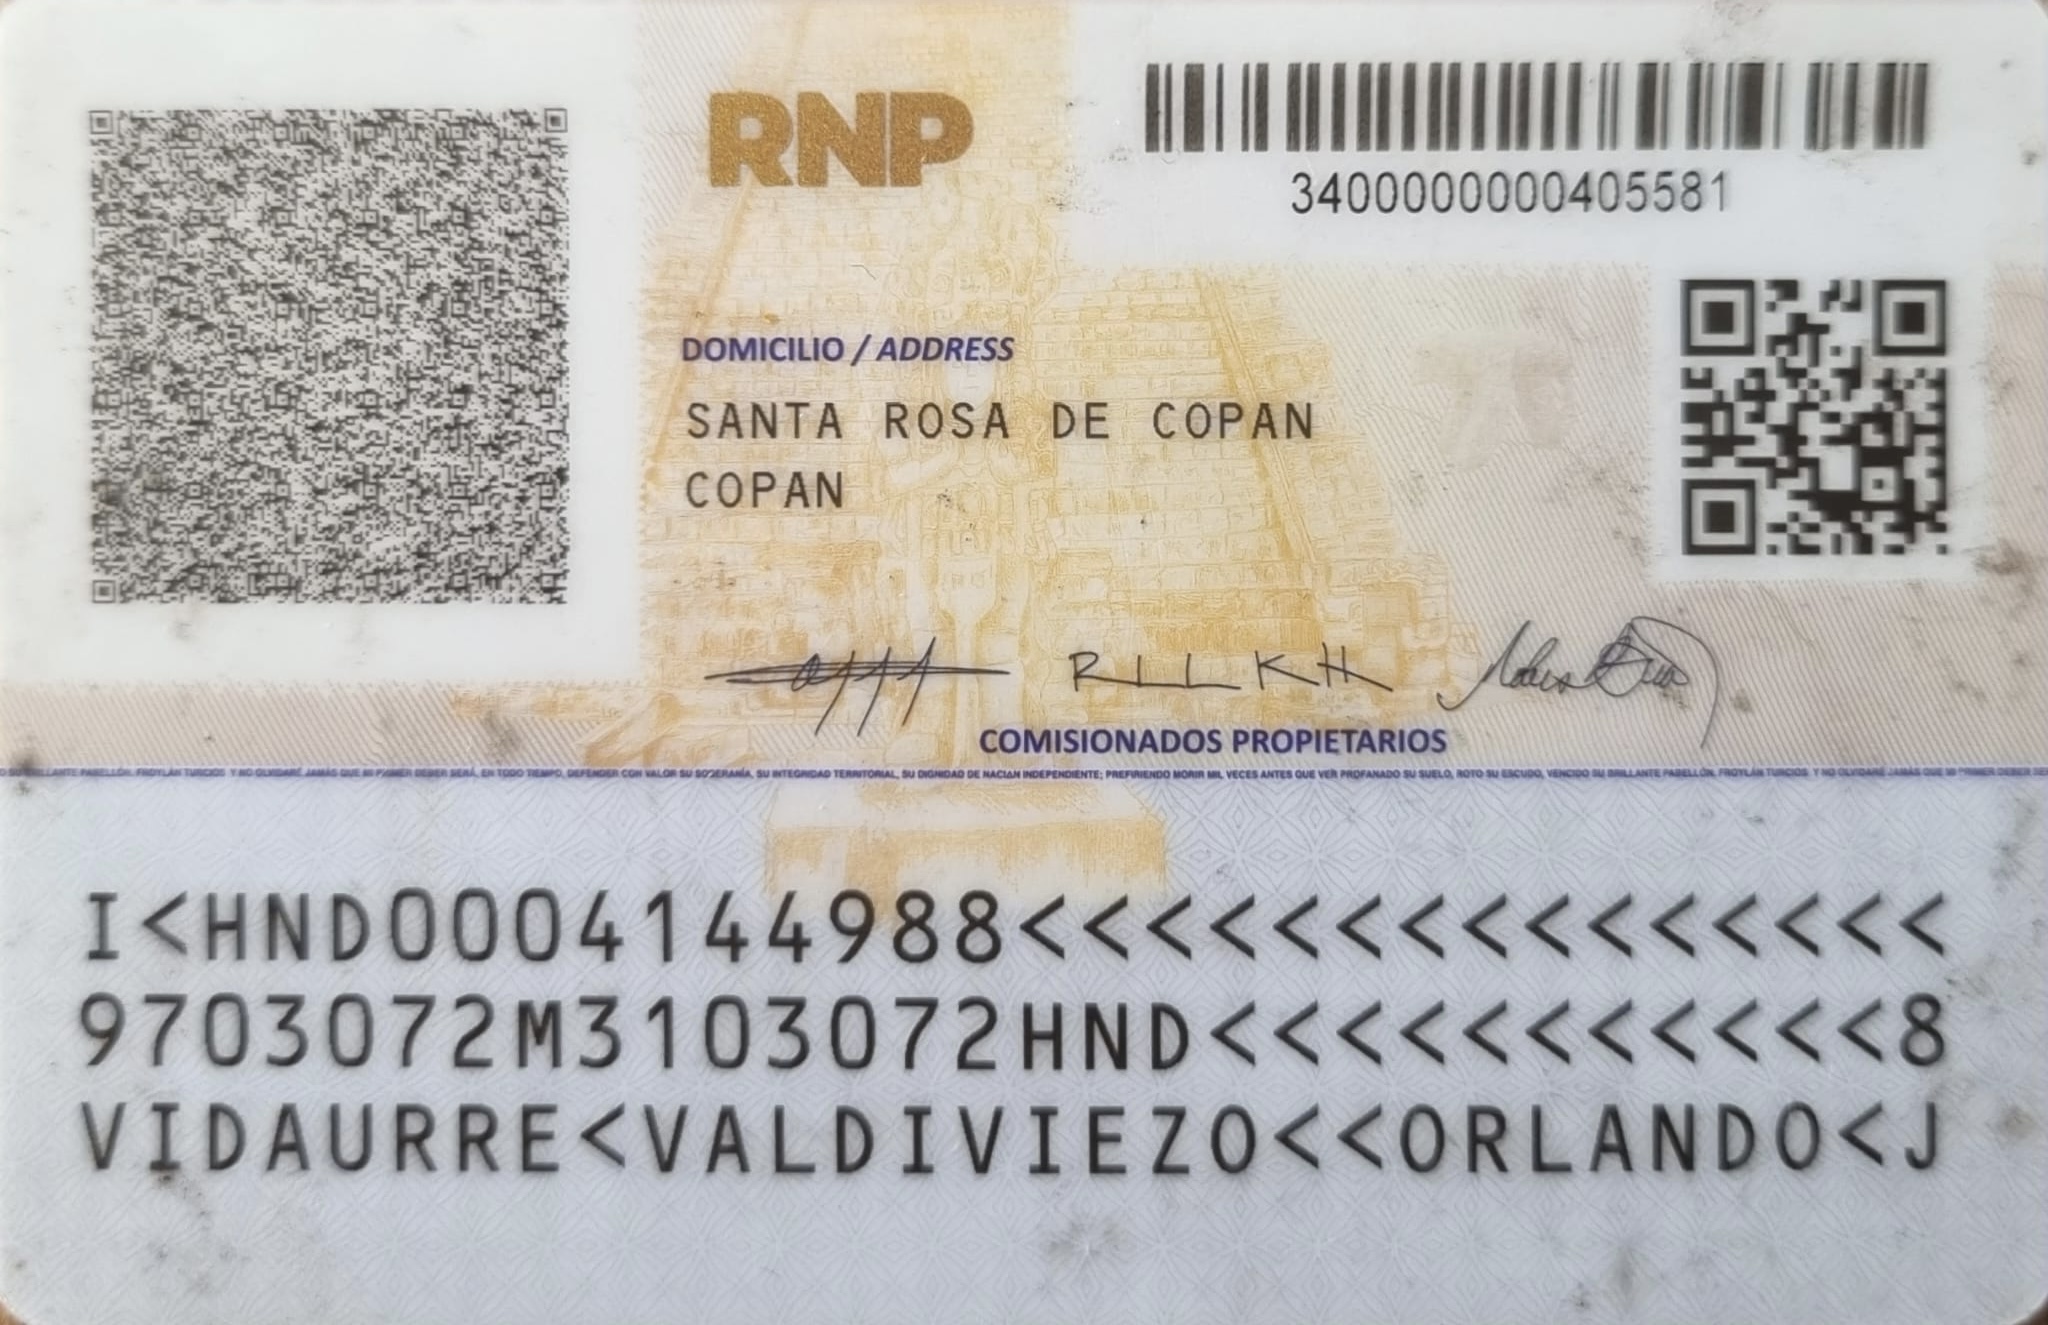 RNP
3400000000405581
DOMICILIO / ADDRESS
SANTA ROSA DE COPAN
COPAN
COMISIONADOS PROPIETARIOS
SU BRILLANTE PABELLÓN. FROYLÁN TURCIOS Y NO OLVIDARÉ JAMÁS QUE MI PRIMER DEBER SERÁ, EN TODO TIEMPO, DEFENDER CON VALOR SU SOBERANÍA, SU INTEGRIDAD TERRITORIAL, SU DIGNIDAD DE NACIÓN INDEPENDIENTE; PREFIRIENDO MORIR MIL VECES ANTES QUE VER PROFANADO SU SUELO, ROTO SU ESCUDO, VENCIDO SU BRILLANTE PABELLÓN. FROYLÁN TURCIOS Y NO OLVIDARÉ JAMÁS QUE MI PRIMER DEBER
I<HND0004144988<<<<<<<<<<<<<<<
9703072M3103072HND<<<<<<<<<<<8
VIDAURRE<VALDIVIEZO<<ORLANDO<J